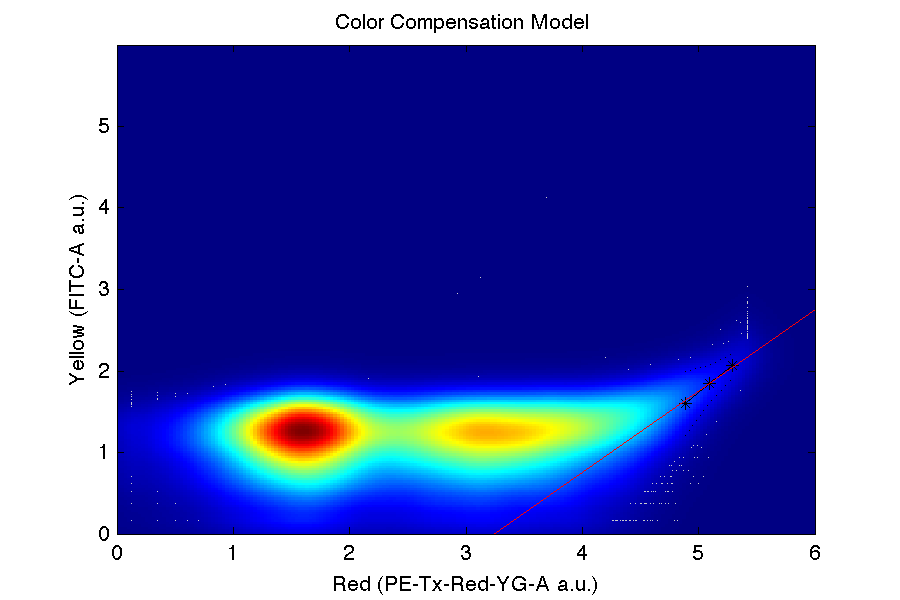 Color Compensation Model
Yellow (FITC-A a.u.)
5
4
3
2
1
0
0 1 2 3 4 5 6
Red (PE-Tx-Red-YG-A a.u.)